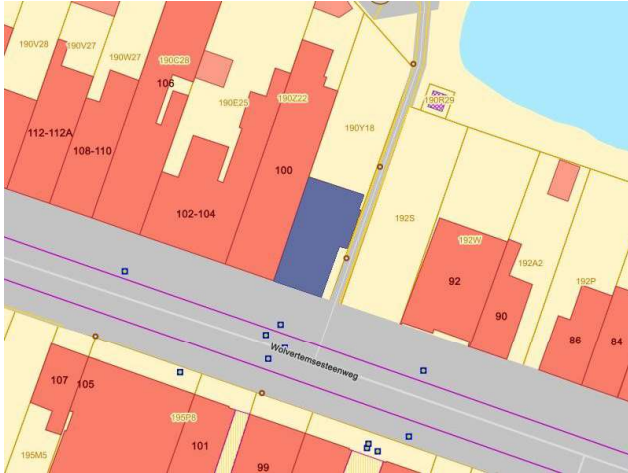 190V28
190V27
190W27
190C28
106
190E25
190Z22
190Y18
190R29
112-112A
108-110
100
102-104
192S
192W
192A2
192P
92
90
86
84
Wolvertemsesteenweg
107
105
195P8
101
99
195M5